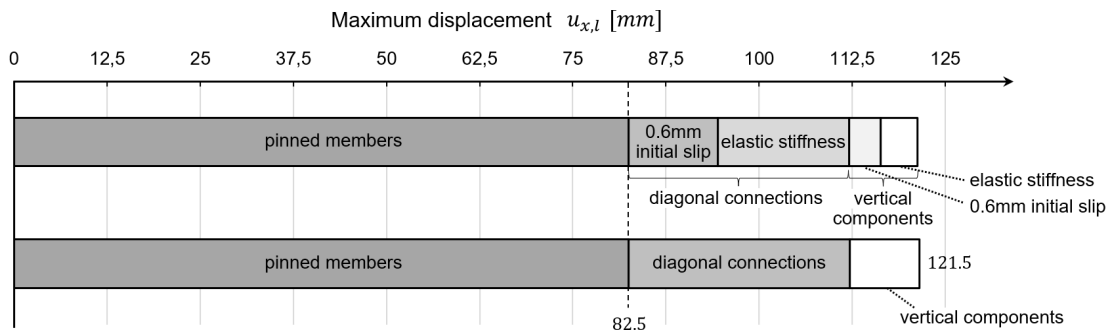 Maximum displacement u_{x,l} [mm]
0 12,5 25 37,5 50 62,5 75 87,5 100 112,5 125
pinned members
0.6mm
initial slip
elastic stiffness
elastic stiffness
0.6mm initial slip
diagonal connections
vertical
components
pinned members
diagonal connections
121.5
vertical components
82.5